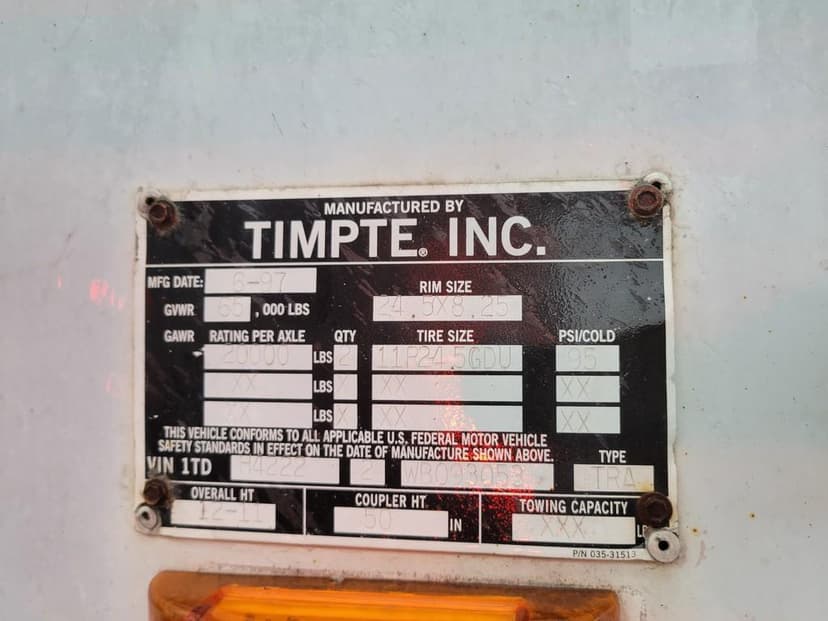 MANUFACTURED BY
TIMPTE® INC.
MFG DATE: 6-97
RIM SIZE
GVWR 65 ,000 LBS 24.5X8.25
GAWR RATING PER AXLE QTY TIRE SIZE PSI/COLD
20000 LBS 2 95
XX LBS X XX XX
XX LBS X XX XX
THIS VEHICLE CONFORMS TO ALL APPLICABLE U.S. FEDERAL MOTOR VEHICLE
SAFETY STANDARDS IN EFFECT ON THE DATE OF MANUFACTURE SHOWN ABOVE. TYPE
VIN 1TD H4222 2 TRA
OVERALL HT COUPLER HT TOWING CAPACITY
12-11 50 IN XXX
P/N 035-31513